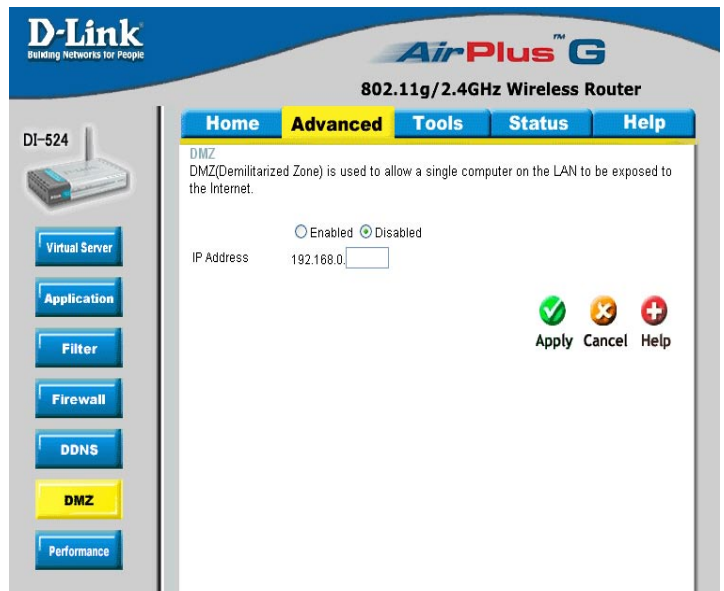 D-Link
Building Networks for People
AirPlus G™
802.11g/2.4GHz Wireless Router
DI-524
Home
Advanced
Tools
Status
Help
DMZ
DMZ(Demilitarized Zone) is used to allow a single computer on the LAN to be exposed to
the Internet.
Enabled Disabled
IP Address 192.168.0.
Apply Cancel Help
Virtual Server
Application
Filter
Firewall
DDNS
DMZ
Performance